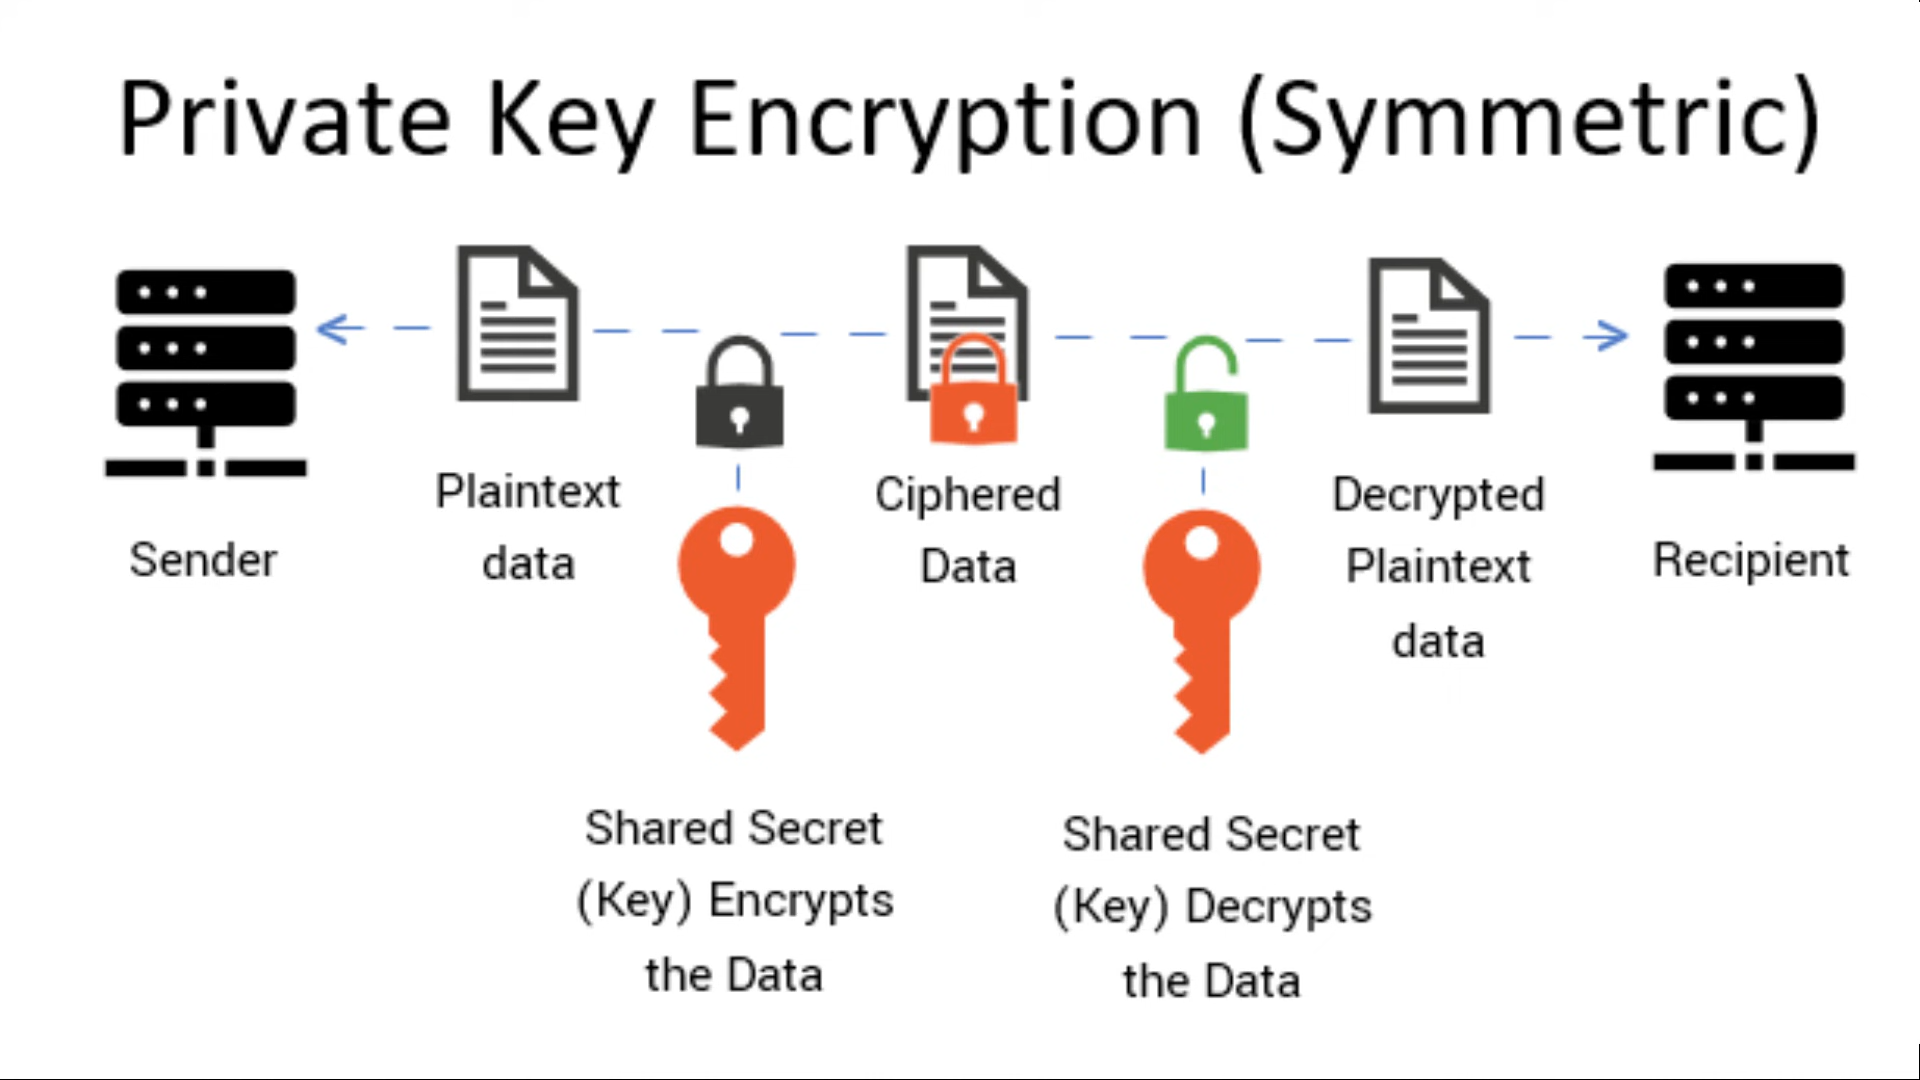 Private Key Encryption (Symmetric)
Sender
Plaintext
data
Ciphered
Data
Decrypted
Plaintext
data
Recipient
Shared Secret
(Key) Encrypts
the Data
Shared Secret
(Key) Decrypts
the Data